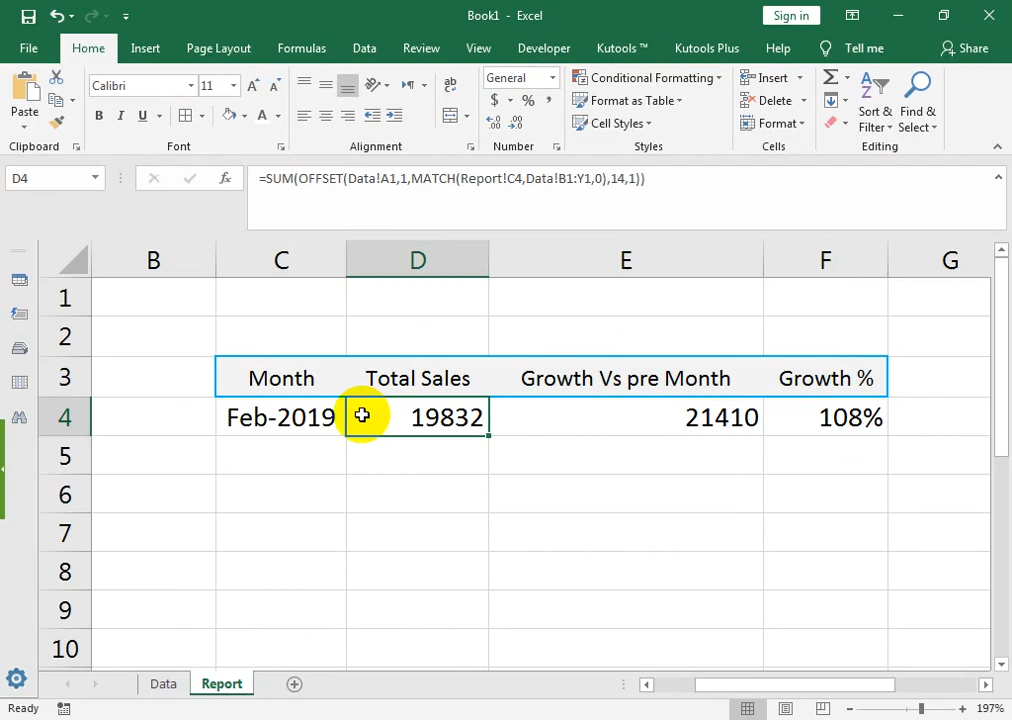 Book1 - Excel
Sign in
File Home Insert Page Layout Formulas Data Review View Developer Kutools ™ Kutools Plus Help Tell me Share
Calibri 11 General Conditional Formatting Insert
Paste Format as Table Delete Sort & Find &
B I U $ % , Cell Styles Format Filter Select
Clipboard Font Alignment Number Styles Cells Editing
D4 fx =SUM(OFFSET(Data!A1,1,MATCH(Report!C4,Data!B1:Y1,0),14,1))
B C D E F G
1
2
3 Month Total Sales Growth Vs pre Month Growth %
4 Feb-2019 19832 21410 108%
5
6
7
8
9
10
Data Report
Ready 197%